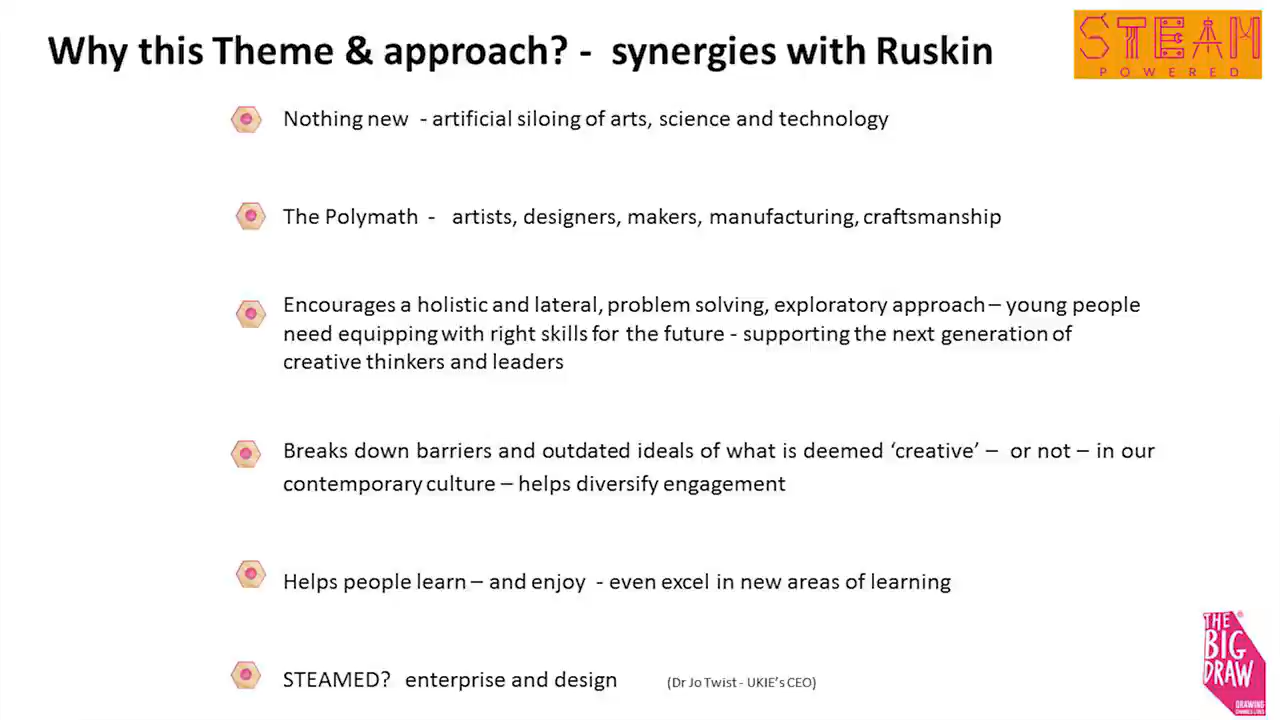 Why this Theme & approach? - synergies with Ruskin
STEAM
POWERED
Nothing new - artificial siloing of arts, science and technology
The Polymath - artists, designers, makers, manufacturing, craftsmanship
Encourages a holistic and lateral, problem solving, exploratory approach – young people
need equipping with right skills for the future - supporting the next generation of
creative thinkers and leaders
Breaks down barriers and outdated ideals of what is deemed ‘creative’ – or not – in our
contemporary culture – helps diversify engagement
Helps people learn – and enjoy - even excel in new areas of learning
STEAMED? enterprise and design (Dr Jo Twist - UKIE’s CEO)
THE
BIG
DRAW
DRAWING
CHANGES LIVES